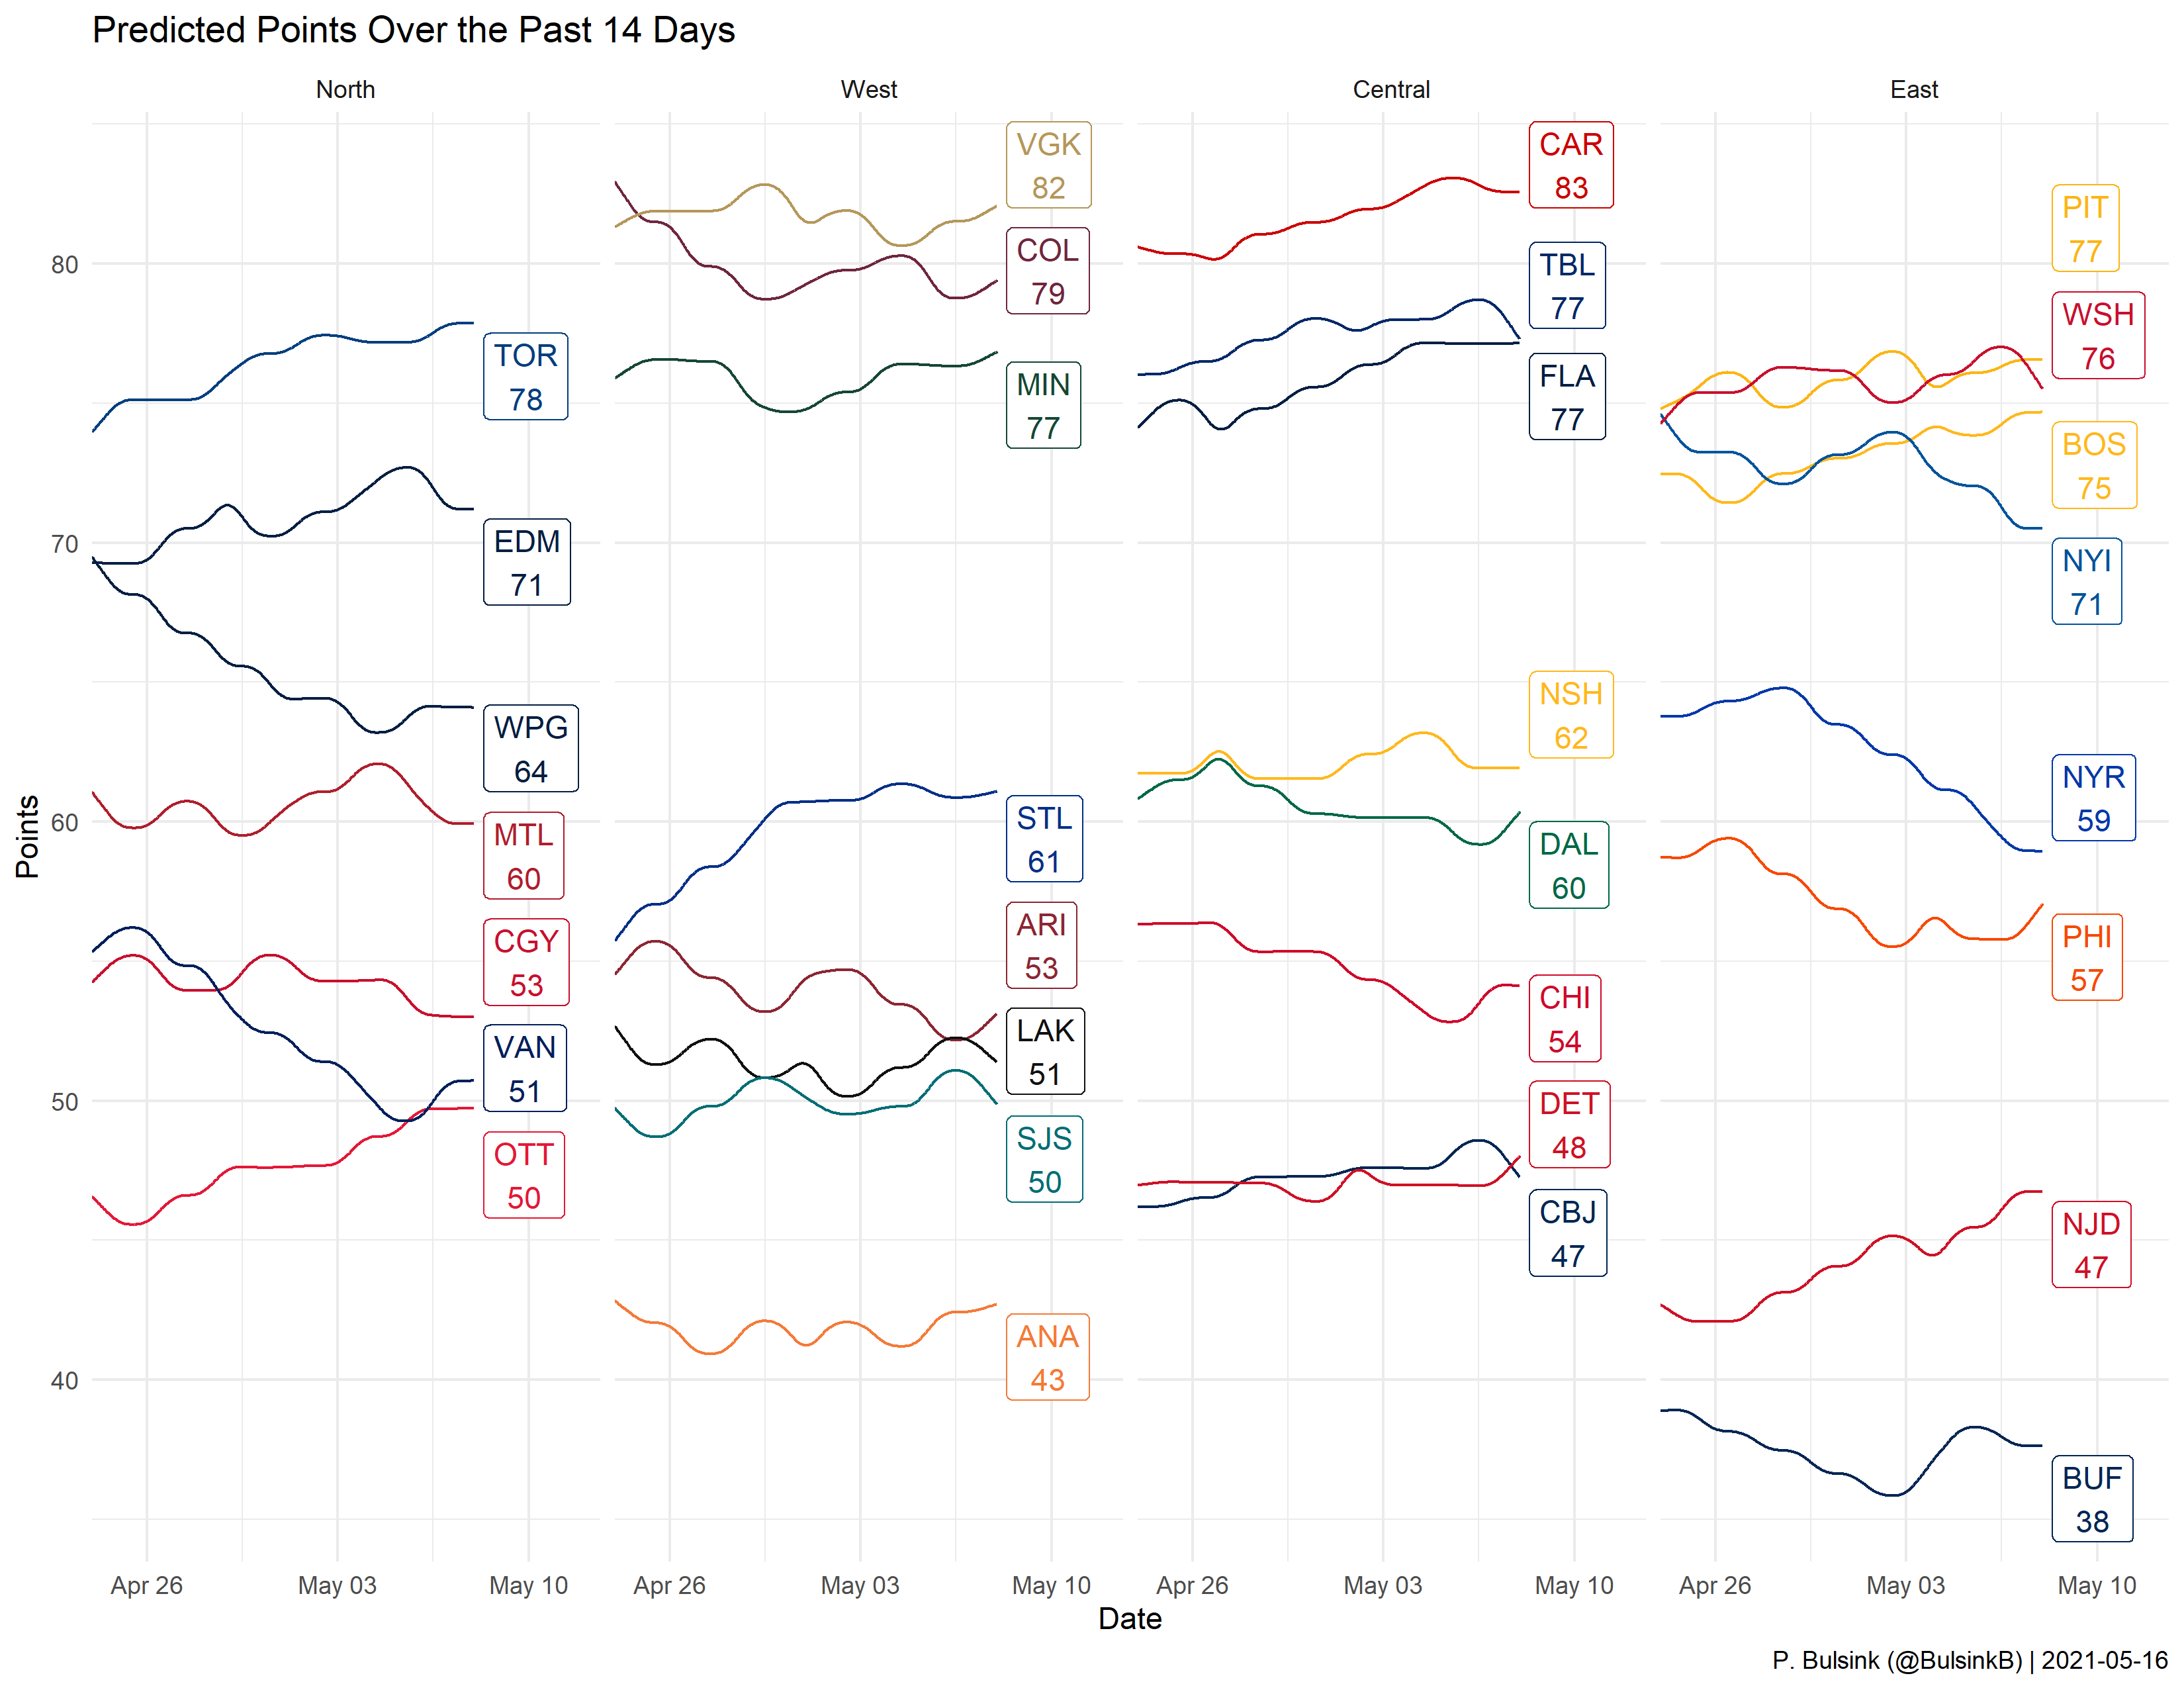 Predicted Points Over the Past 14 Days
North
West
Central
East
Points
80
70
60
50
40
TOR
78
EDM
71
WPG
64
MTL
60
CGY
53
VAN
51
OTT
50
VGK
82
COL
79
MIN
77
STL
61
ARI
53
LAK
51
SJS
50
ANA
43
CAR
83
TBL
77
FLA
77
NSH
62
DAL
60
CHI
54
DET
48
CBJ
47
PIT
77
WSH
76
BOS
75
NYI
71
NYR
59
PHI
57
NJD
47
BUF
38
Apr 26 May 03 May 10
Apr 26 May 03 May 10
Apr 26 May 03 May 10
Apr 26 May 03 May 10
Date
P. Bulsink (@BulsinkB) | 2021-05-16